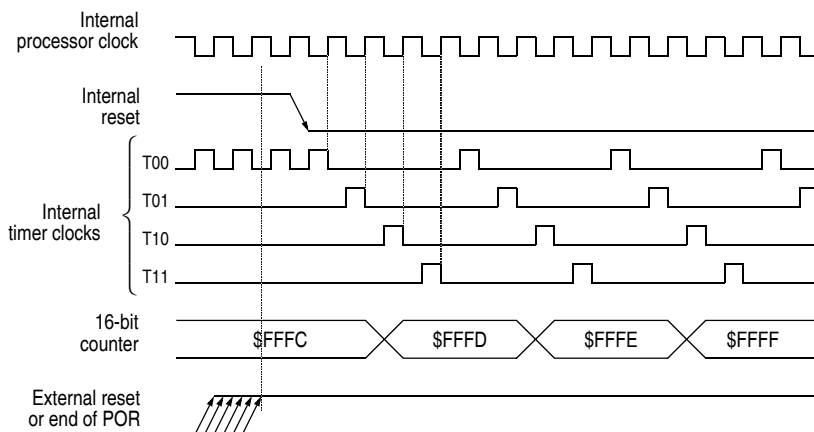 Internal
processor clock
Internal
reset
T00
T01
Internal
timer clocks
T10
T11
16-bit
counter
$FFFC
$FFFD
$FFFE
$FFFF
External reset
or end of POR